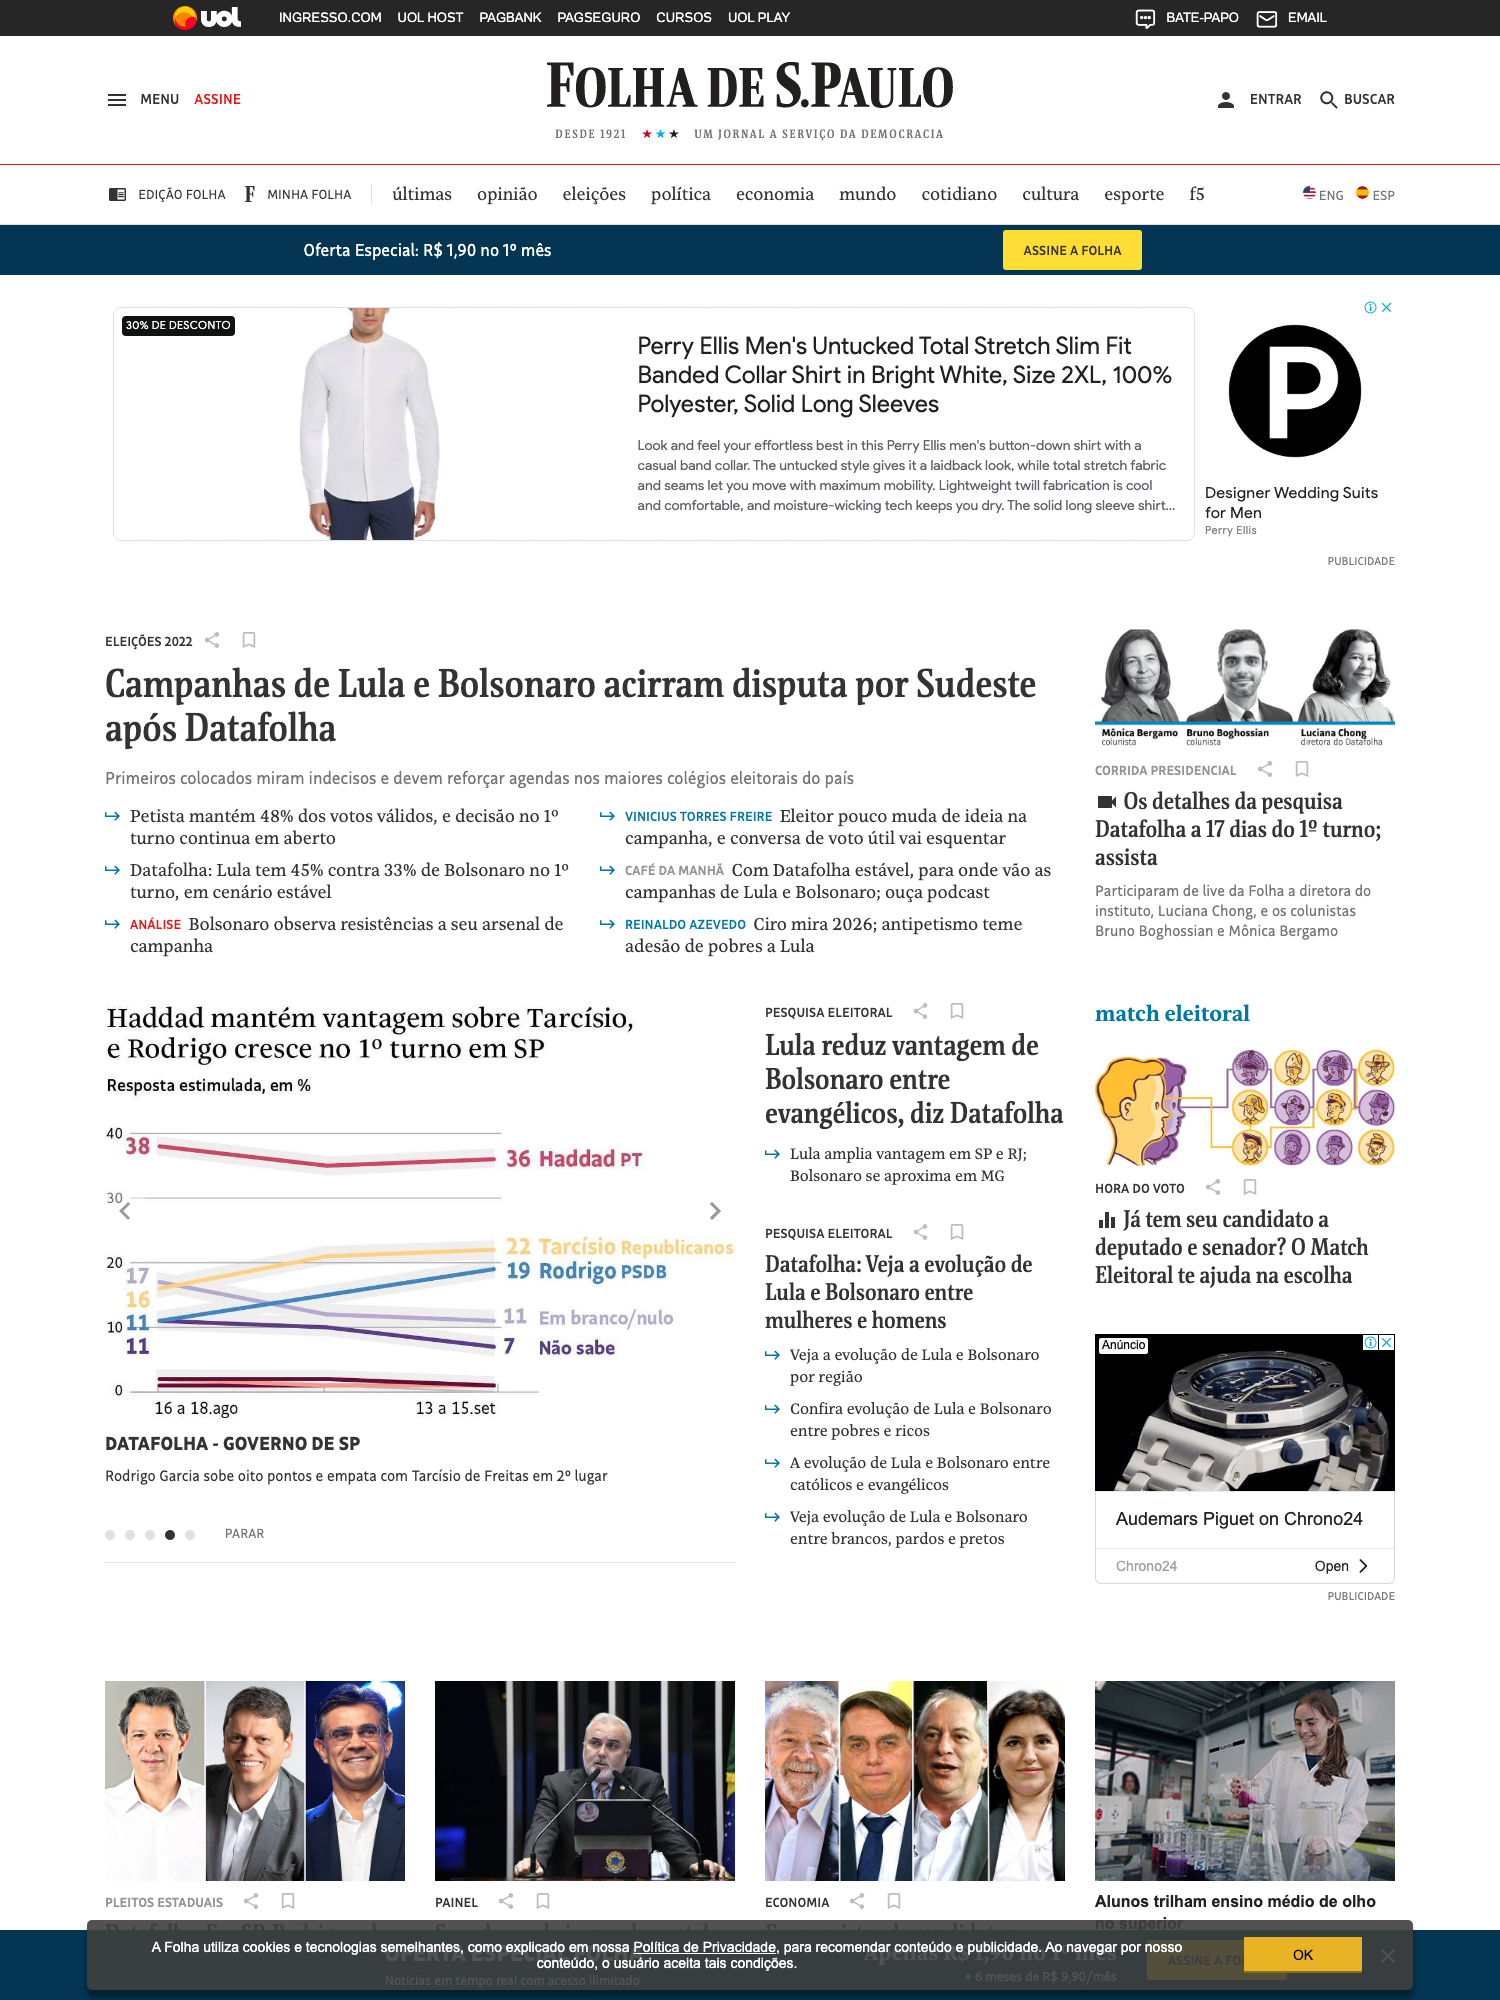 uol INGRESSO.COM UOL HOST PAGBANK PAGSEGURO CURSOS UOL PLAY BATE-PAPO EMAIL
MENU ASSINE
FOLHA DE S.PAULO
DESDE 1921 ★★★ UM JORNAL A SERVIÇO DA DEMOCRACIA
ENTRAR BUSCAR
EDIÇÃO FOLHA F MINHA FOLHA últimas opinião eleições política economia mundo cotidiano cultura esporte f5 ENG ESP
Oferta Especial: R$ 1,90 no 1º mês ASSINE A FOLHA
30% DE DESCONTO
Perry Ellis Men's Untucked Total Stretch Slim Fit
Banded Collar Shirt in Bright White, Size 2XL, 100%
Polyester, Solid Long Sleeves
Look and feel your effortless best in this Perry Ellis men's button-down shirt with a
casual band collar. The untucked style gives it a laidback look, while total stretch fabric
and seams let you move with maximum mobility. Lightweight twill fabrication is cool
and comfortable, and moisture-wicking tech keeps you dry. The solid long sleeve shirt...
P
Designer Wedding Suits
for Men
Perry Ellis
PUBLICIDADE
ELEIÇÕES 2022
Campanhas de Lula e Bolsonaro acirram disputa por Sudeste
após Datafolha
Primeiros colocados miram indecisos e devem reforçar agendas nos maiores colégios eleitorais do país
Petista mantém 48% dos votos válidos, e decisão no 1º
turno continua em aberto
Datafolha: Lula tem 45% contra 33% de Bolsonaro no 1º
turno, em cenário estável
ANÁLISE Bolsonaro observa resistências a seu arsenal de
campanha
VINICIUS TORRES FREIRE Eleitor pouco muda de ideia na
campanha, e conversa de voto útil vai esquentar
CAFÉ DA MANHÃ Com Datafolha estável, para onde vão as
campanhas de Lula e Bolsonaro; ouça podcast
REINALDO AZEVEDO Ciro mira 2026; antipetismo teme
adesão de pobres a Lula
Mônica Bergamo Bruno Boghossian Luciana Chong
colunista colunista diretora do Datafolha
CORRIDA PRESIDENCIAL
Os detalhes da pesquisa
Datafolha a 17 dias do 1º turno;
assista
Participaram de live da Folha a diretora do
instituto, Luciana Chong, e os colunistas
Bruno Boghossian e Mônica Bergamo
Haddad mantém vantagem sobre Tarcísio,
e Rodrigo cresce no 1º turno em SP
Resposta estimulada, em %
40
38
36 Haddad PT
30
22 Tarcísio Republicanos
20
19 Rodrigo PSDB
17
16
11
11 Em branco/nulo
10
11
7 Não sabe
0
16 a 18.ago 13 a 15.set
DATAFOLHA - GOVERNO DE SP
Rodrigo Garcia sobe oito pontos e empata com Tarcísio de Freitas em 2º lugar
PARAR
PESQUISA ELEITORAL
Lula reduz vantagem de
Bolsonaro entre
evangélicos, diz Datafolha
Lula amplia vantagem em SP e RJ;
Bolsonaro se aproxima em MG
PESQUISA ELEITORAL
Datafolha: Veja a evolução de
Lula e Bolsonaro entre
mulheres e homens
Veja a evolução de Lula e Bolsonaro
por região
Confira evolução de Lula e Bolsonaro
entre pobres e ricos
A evolução de Lula e Bolsonaro entre
católicos e evangélicos
Veja evolução de Lula e Bolsonaro
entre brancos, pardos e pretos
match eleitoral
HORA DO VOTO
Já tem seu candidato a
deputado e senador? O Match
Eleitoral te ajuda na escolha
Anúncio
Audemars Piguet on Chrono24
Chrono24 Open
PUBLICIDADE
PLEITOS ESTADUAIS
PAINEL
ECONOMIA
Alunos trilham ensino médio de olho
no superior
A Folha utiliza cookies e tecnologias semelhantes, como explicado em nossa Política de Privacidade, para recomendar conteúdo e publicidade. Ao navegar por nosso
conteúdo, o usuário aceita tais condições.
OK
Notícias em tempo real com acesso ilimitado
Apenas R$ 1,90 no 1º mês
+ 6 meses de R$ 9,90/mês
ASSINE A FO